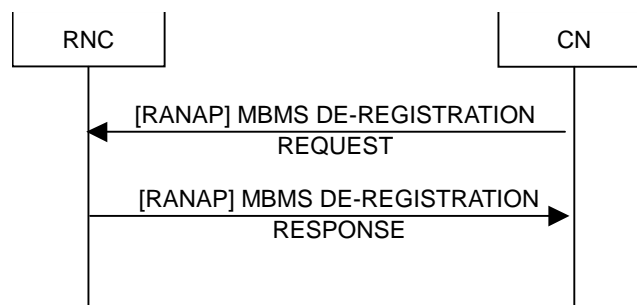 RNC
CN
[RANAP] MBMS DE-REGISTRATION
REQUEST
[RANAP] MBMS DE-REGISTRATION
RESPONSE